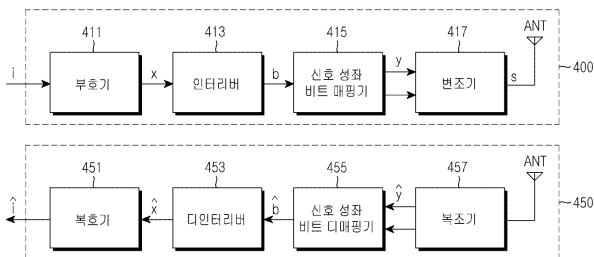 411
413
415
417
ANT
i
부호기
x
인터리버
b
신호 성좌
비트 매핑기
y
변조기
s
400
451
453
455
457
ANT
î
복호기
x̂
디인터리버
b̂
신호 성좌
비트 디매핑기
ŷ
복조기
450